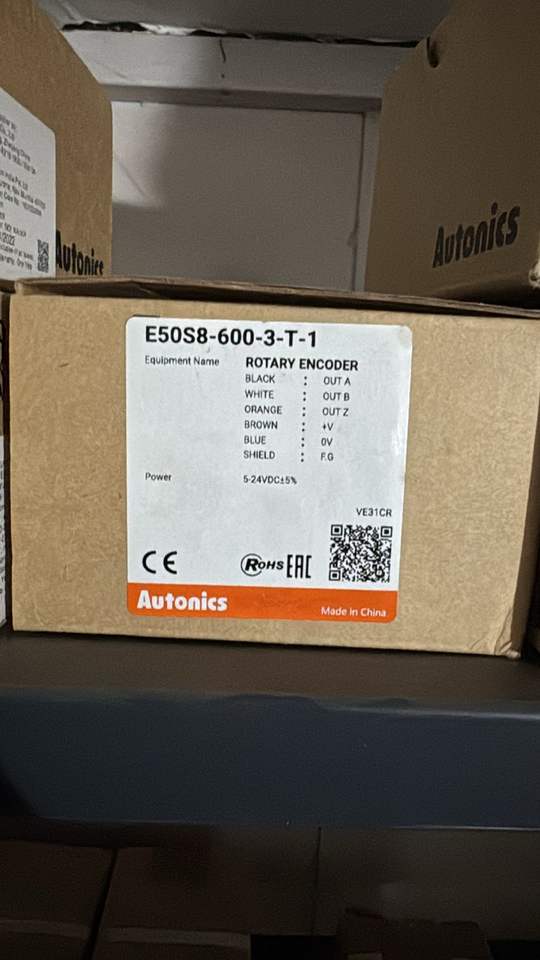 Autonics
Autonics
E50S8-600-3-T-1
Equipment Name ROTARY ENCODER
BLACK : OUT A
WHITE : OUT B
ORANGE : OUT Z
BROWN : +V
BLUE : 0V
SHIELD : F.G
Power 5-24VDC±5%
VE31CR
CE RoHS EAC
Autonics Made in China